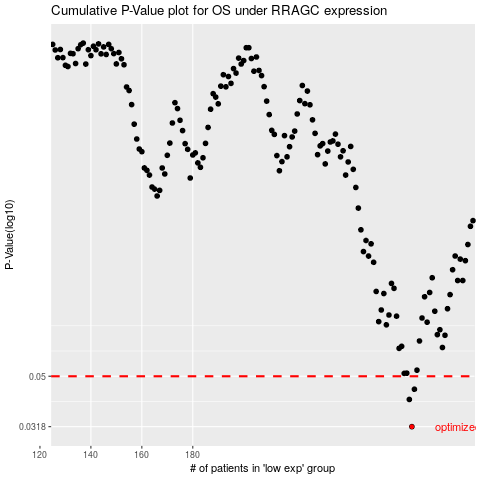 Cumulative P-Value plot for OS under RRAGC expression
P-Value(log10)
0.05
0.0318
optimize
120 140 160 180
# of patients in 'low exp' group